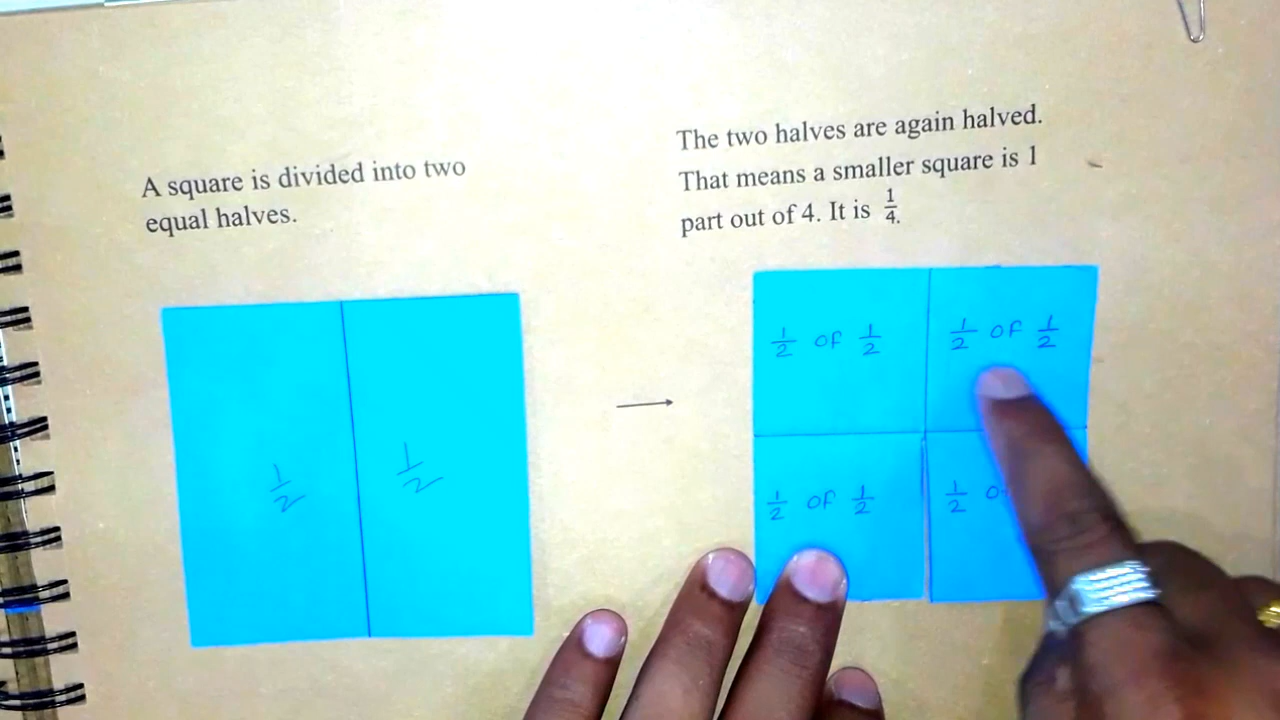 A square is divided into two
equal halves.
1/2 1/2
The two halves are again halved.
That means a smaller square is 1
part out of 4. It is 1/4.
1/2 of 1/2 1/2 of 1/2
1/2 of 1/2 1/2